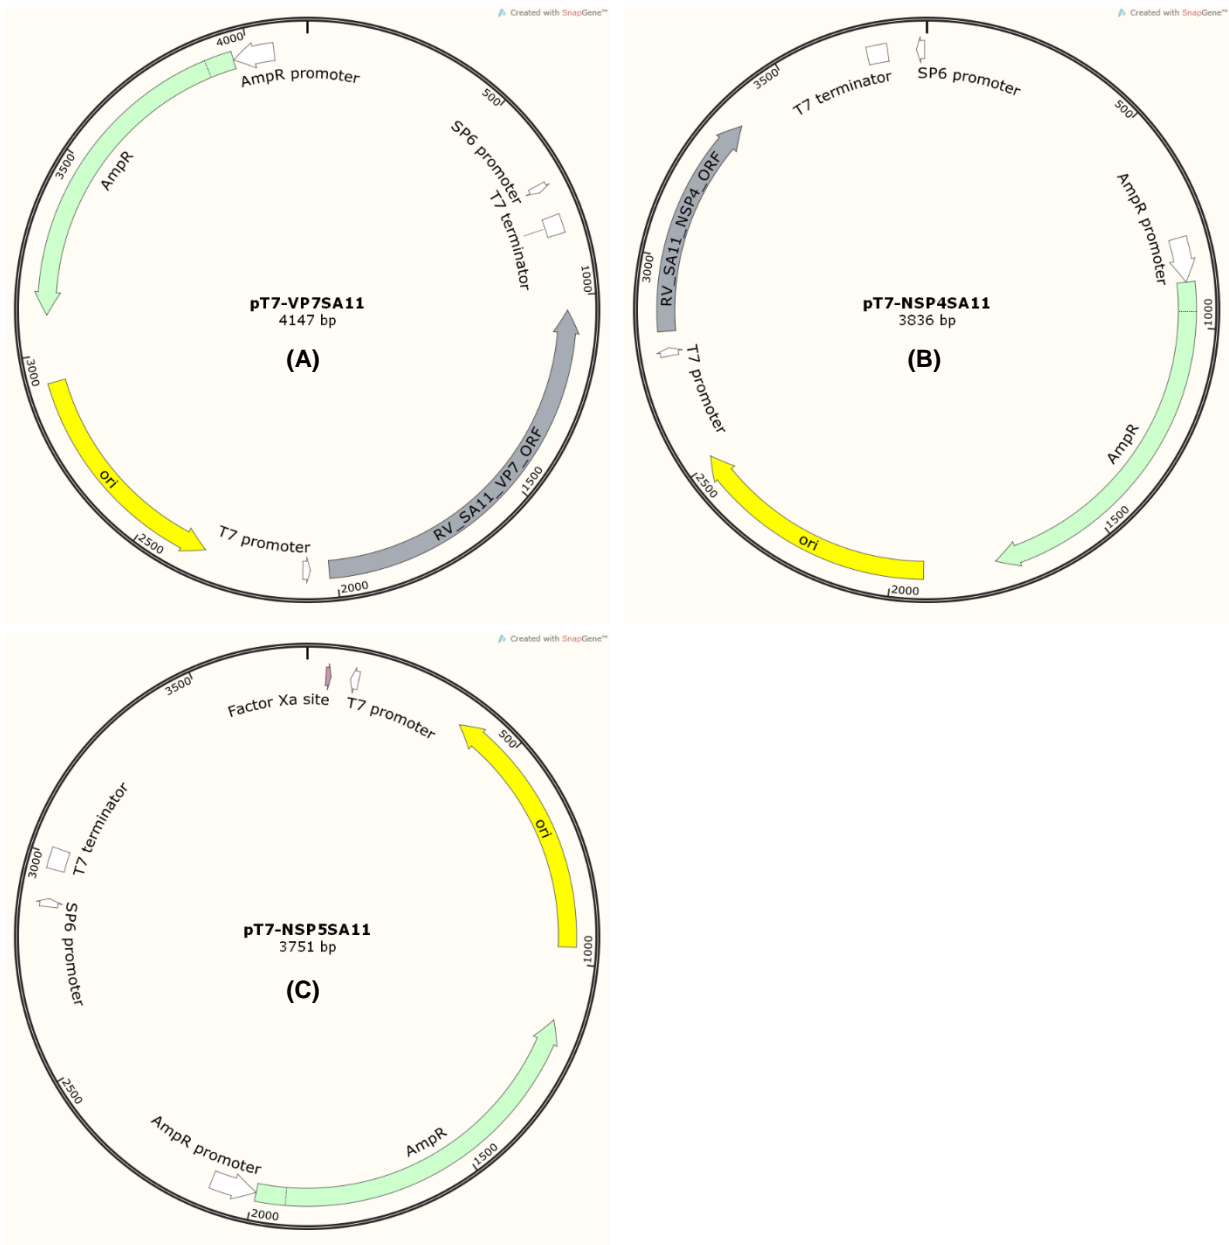 Created with SnapGene™
4000
AmpR promoter
500
SP6 promoter
T7 terminator
3500
AmpR
1000
pT7-VP7SA11
4147 bp
(A)
3000
ori
2500
T7 promoter
RV_SA11_VP7_ORF
1500
2000
Created with SnapGene™
3500
T7 terminator
SP6 promoter
500
AmpR promoter
RV_SA11_NSP4_ORF
3000
pT7-NSP4SA11
3836 bp
(B)
1000
T7 promoter
AmpR
2500
ori
1500
2000
Created with SnapGene™
3500
Factor Xa site
T7 promoter
500
ori
T7 terminator
3000
SP6 promoter
pT7-NSP5SA11
3751 bp
(C)
1000
2500
AmpR promoter
AmpR
1500
2000